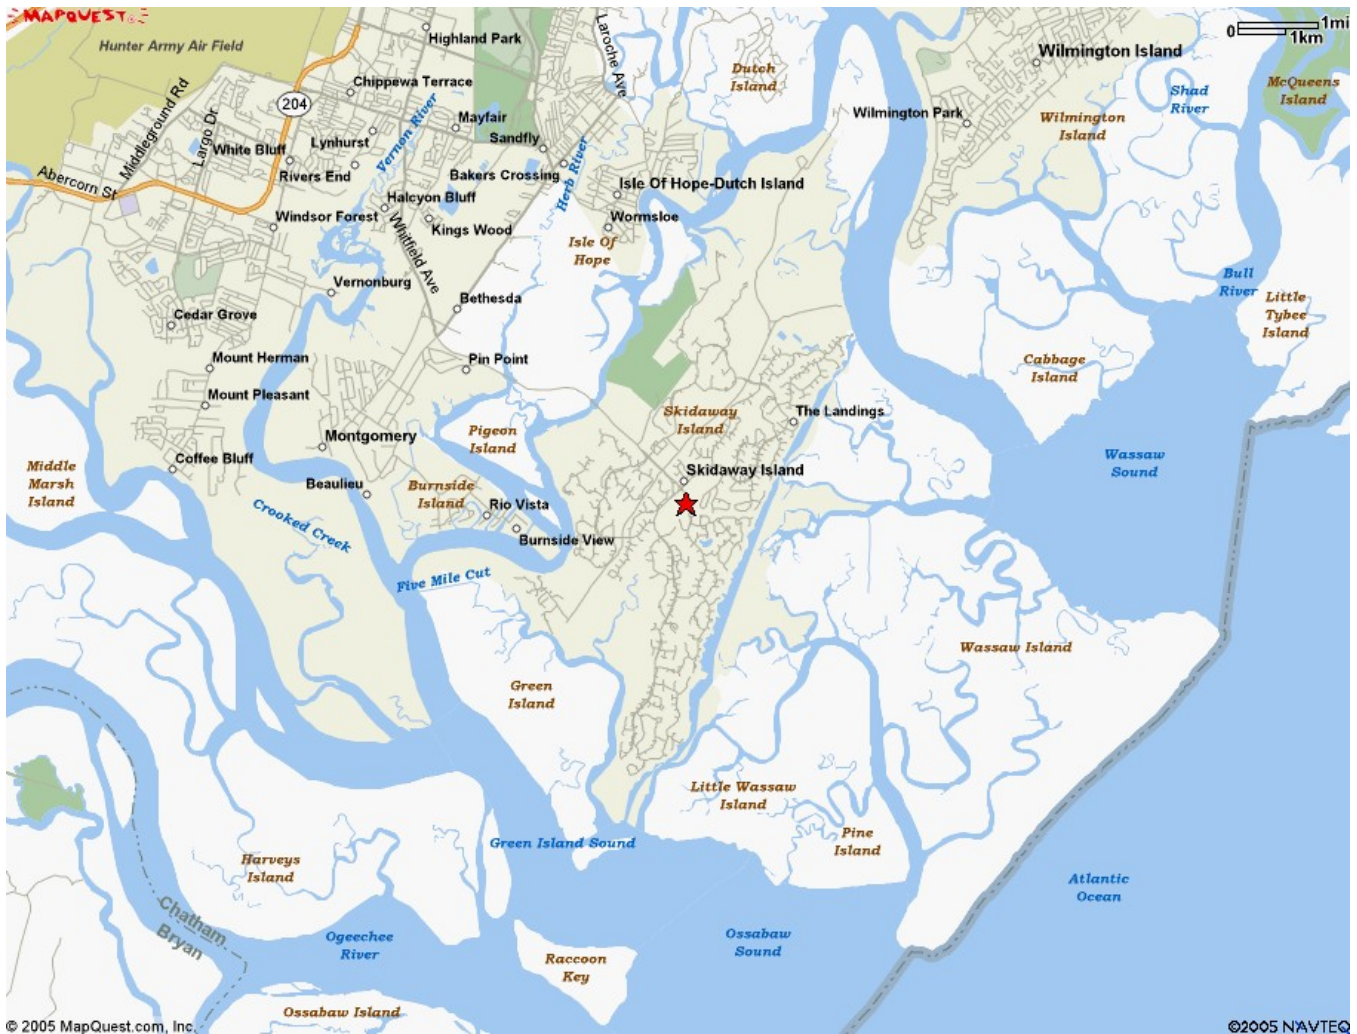 MAPQUEST
Hunter Army Air Field
Highland Park
Laroche Ave
Dutch
Island
Wilmington Island
0
1mi
1km
Shad
River
McQueens
Island
Chippewa Terrace
204
Middleground Rd
Largo Dr
Mayfair
Vernon River
Wilmington Park
Wilmington
Island
Lynhurst
Sandfly
White Bluff
Rivers End
Bakers Crossing
Herb River
Abercorn St
Isle Of Hope-Dutch Island
Halcyon Bluff
Windsor Forest
Whitfield Ave
Kings Wood
Wormsloe
Isle Of
Hope
Vernonburg
Bethesda
Bull
River
Little
Tybee
Island
Cedar Grove
Mount Herman
Pin Point
Cabbage
Island
Mount Pleasant
Skidaway
Island
The Landings
Pigeon
Island
Montgomery
Wassaw
Sound
Middle
Marsh
Island
Coffee Bluff
Skidaway Island
Beaulieu
Burnside
Island
Rio Vista
Crooked Creek
Burnside View
Five Mile Cut
Wassaw Island
Green
Island
Little Wassaw
Island
Green Island Sound
Pine
Island
Harveys
Island
Atlantic
Ocean
Chatham
Bryan
Ogeechee
River
Ossabaw
Sound
Raccoon
Key
Ossabaw Island
© 2005 MapQuest.com, Inc.
©2005 NAVTEQ